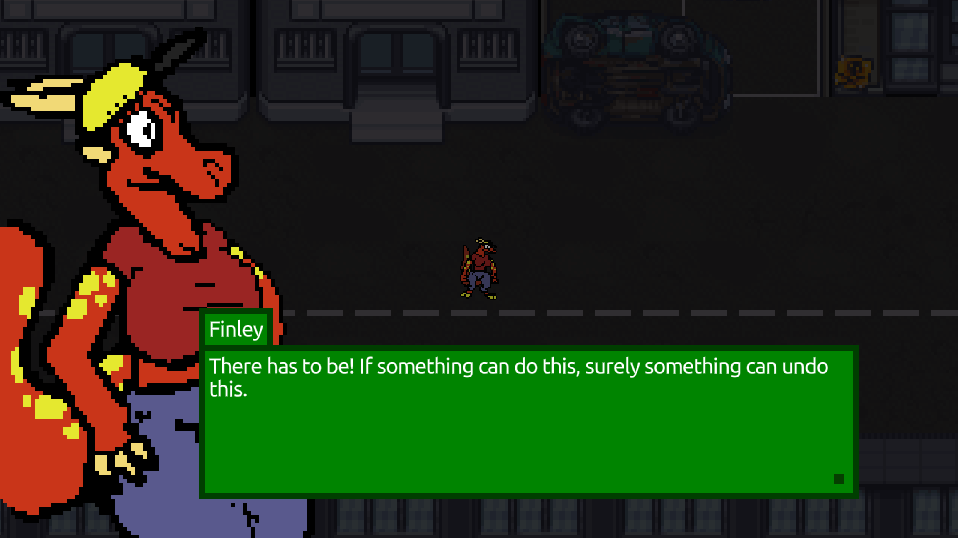 Finley
There has to be! If something can do this, surely something can undo
this.